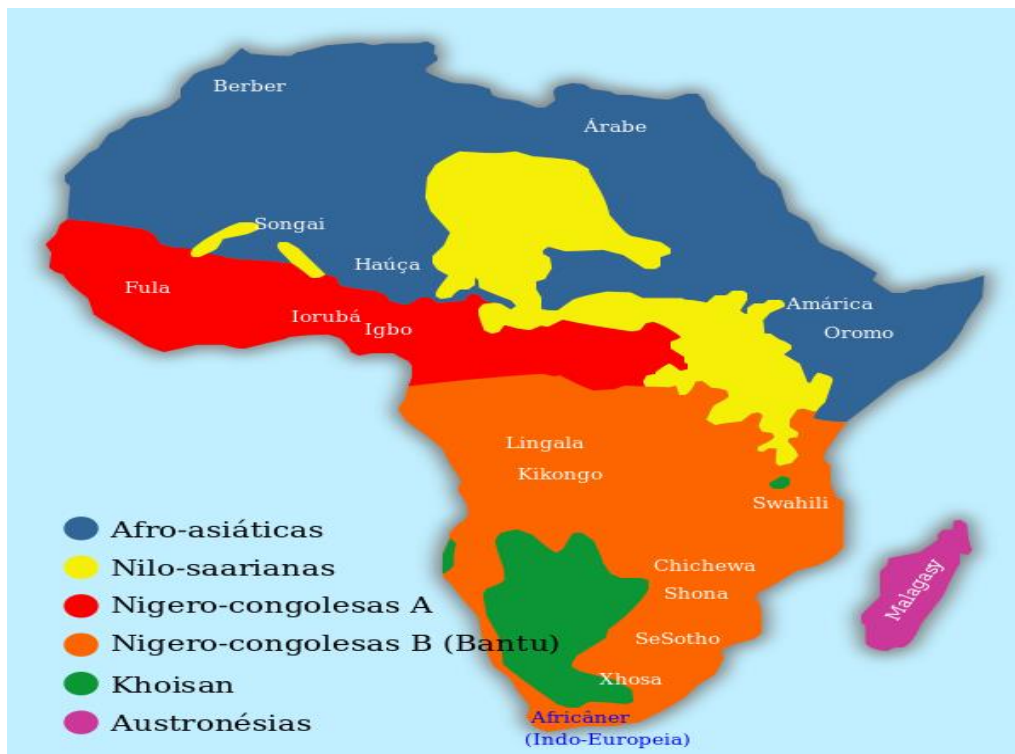 Berber
Árabe
Songai
Haúça
Fula
Amárica
Iorubá
Igbo
Oromo
Lingala
Kikongo
Swahili
Chichewa
Shona
Malagasy
SeSotho
Xhosa
Africâner
(Indo-Europeia)
Afro-asiáticas
Nilo-saarianas
Nigero-congolesas A
Nigero-congolesas B (Bantu)
Khoisan
Austronésias